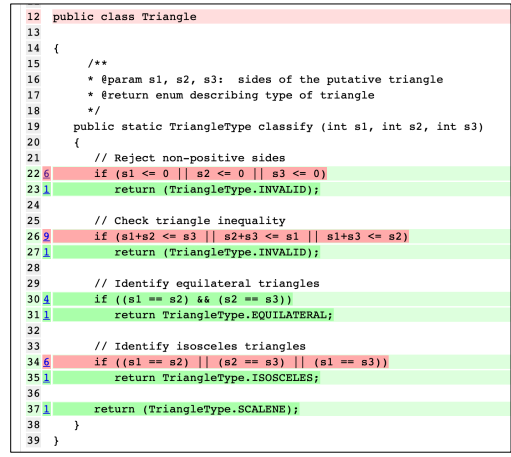 12 public class Triangle
13
14 {
15 /**
16 * @param s1, s2, s3: sides of the putative triangle
17 * @return enum describing type of triangle
18 */
19 public static TriangleType classify (int s1, int s2, int s3)
20 {
21 // Reject non-positive sides
22 6 if (s1 <= 0 || s2 <= 0 || s3 <= 0)
23 1 return (TriangleType.INVALID);
24
25 // Check triangle inequality
26 9 if (s1+s2 <= s3 || s2+s3 <= s1 || s1+s3 <= s2)
27 1 return (TriangleType.INVALID);
28
29 // Identify equilateral triangles
30 4 if ((s1 == s2) && (s2 == s3))
31 1 return TriangleType.EQUILATERAL;
32
33 // Identify isosceles triangles
34 6 if ((s1 == s2) || (s2 == s3) || (s1 == s3))
35 1 return TriangleType.ISOSCELES;
36
37 1 return (TriangleType.SCALENE);
38 }
39 }